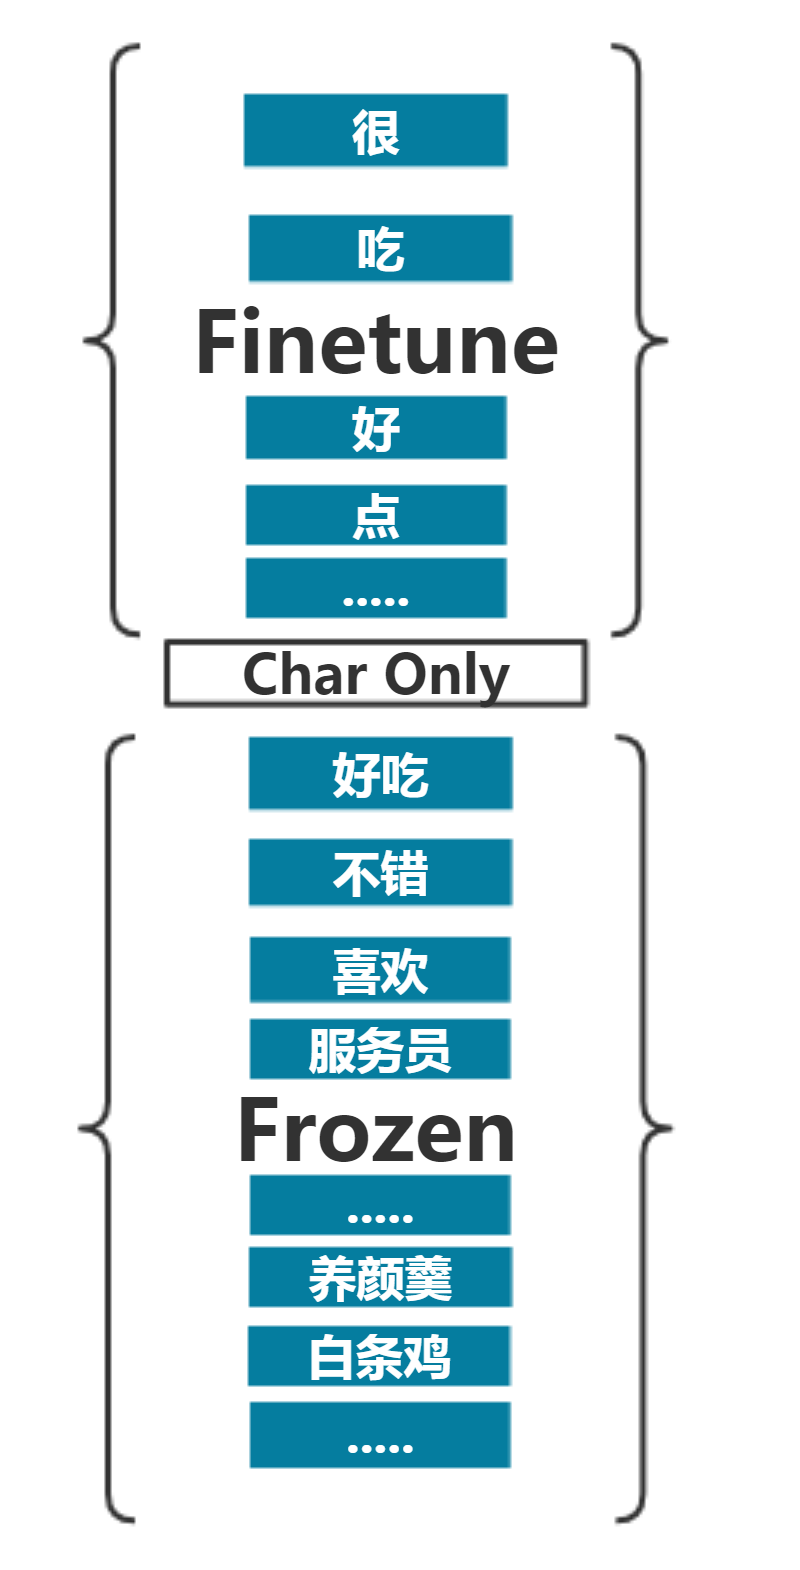 很
吃
Finetune
好
点
.....
Char Only
好吃
不错
喜欢
服务员
Frozen
.....
养颜羹
白条鸡
.....